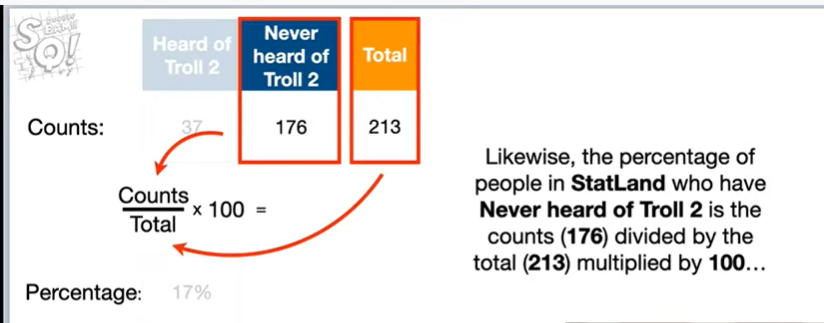 Heard of
Troll 2
Never
heard of
Troll 2
Total
Counts:
37
176
213
Counts
Total
x 100 =
Likewise, the percentage of
people in StatLand who have
Never heard of Troll 2 is the
counts (176) divided by the
total (213) multiplied by 100...
Percentage:
17%